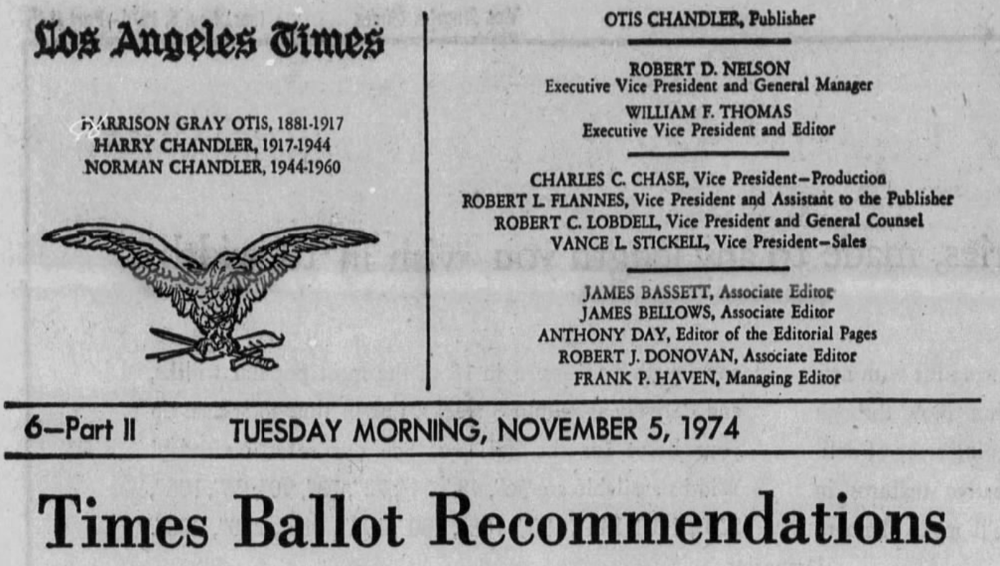 Los Angeles Times
HARRISON GRAY OTIS, 1881-1917
HARRY CHANDLER, 1917-1944
NORMAN CHANDLER, 1944-1960
OTIS CHANDLER, Publisher
ROBERT D. NELSON
Executive Vice President and General Manager
WILLIAM F. THOMAS
Executive Vice President and Editor
CHARLES C. CHASE, Vice President—Production
ROBERT L. FLANNES, Vice President and Assistant to the Publisher
ROBERT C. LOBDELL, Vice President and General Counsel
VANCE L. STICKELL, Vice President—Sales
JAMES BASSETT, Associate Editor
JAMES BELLOWS, Associate Editor
ANTHONY DAY, Editor of the Editorial Pages
ROBERT J. DONOVAN, Associate Editor
FRANK P. HAVEN, Managing Editor
6—Part II TUESDAY MORNING, NOVEMBER 5, 1974
Times Ballot Recommendations